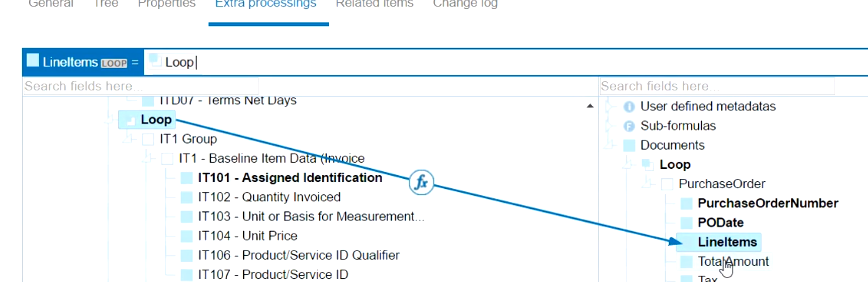 General Tree Properties Extra processings Related items Change log
LineItems LOOP = Loop
Search fields here...
ITD07 - Terms Net Days
Loop
IT1 Group
IT1 - Baseline Item Data (Invoice
IT101 - Assigned Identification
IT102 - Quantity Invoiced
IT103 - Unit or Basis for Measurement...
IT104 - Unit Price
IT106 - Product/Service ID Qualifier
IT107 - Product/Service ID
fx
Search fields here...
User defined metadatas
Sub-formulas
Documents
Loop
PurchaseOrder
PurchaseOrderNumber
PODate
LineItems
TotalAmount
Tax